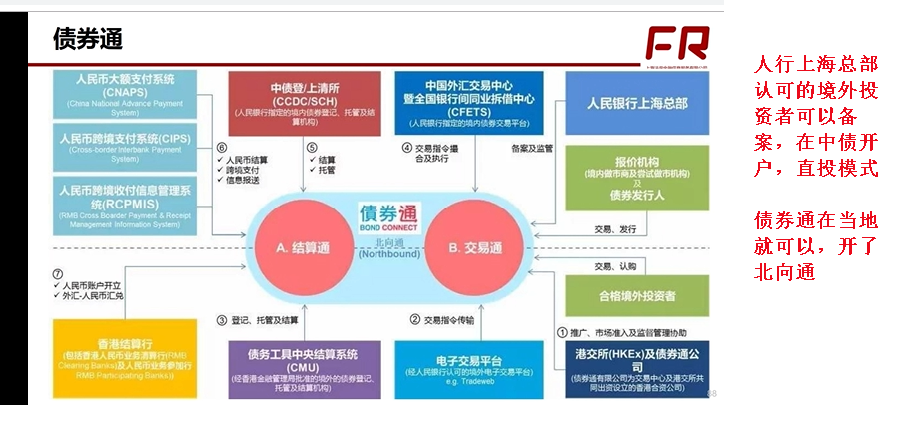 债券通
FR
人民币大额支付系统
(CNAPS)
(China National Advance Payment
System)
人民币跨境支付系统(CIPS)
(Cross-border Interbank Payment
System)
人民币跨境收付信息管理系
统(RCPMIS)
(RMB Cross Boarder Payment & Receipt
Management Information System)
中债登/上清所
(CCDC/SCH)
(人民银行指定的境内债券登记、托管及结
算机构)
中国外汇交易中心
暨全国银行间同业拆借中心
(CFETS)
(人民银行指定的境内债券交易平台)
人民银行上海总部
⑥
✓ 人民币结算
✓ 跨境支付
✓ 信息报送
⑤
✓ 结算
✓ 托管
④ 交易指令撮
合及执行
备案及监管
报价机构
(境内做市商及尝试做市机构)
及
债券发行人
交易、发行
債券通
BOND CONNECT
北向通
(Northbound)
A. 结算通
B. 交易通
交易、认购
合格境外投资者
⑦
✓ 人民币账户开立
✓ 外汇-人民币汇兑
③ 登记、托管及结算
② 交易指令传输
① 推广、市场准入及监督管理协助
香港结算行
(包括香港人民币业务清算行(RMB
Clearing Banks)及人民币业务参加行
RMB Participating Banks))
债务工具中央结算系统
(CMU)
(经香港金融管理局批准的境外的债券登记、
托管及结算机构)
电子交易平台
(经人民银行认可的境外电子交易平台)
e.g. Tradeweb
港交所(HKEx)及债券通公
司
(债券通有限公司为交易中心及港交所共
同出资设立的香港合资公司)
人行上海总部
认可的境外投
资者可以备
案，在中债开
户，直投模式
债券通在当地
就可以，开了
北向通